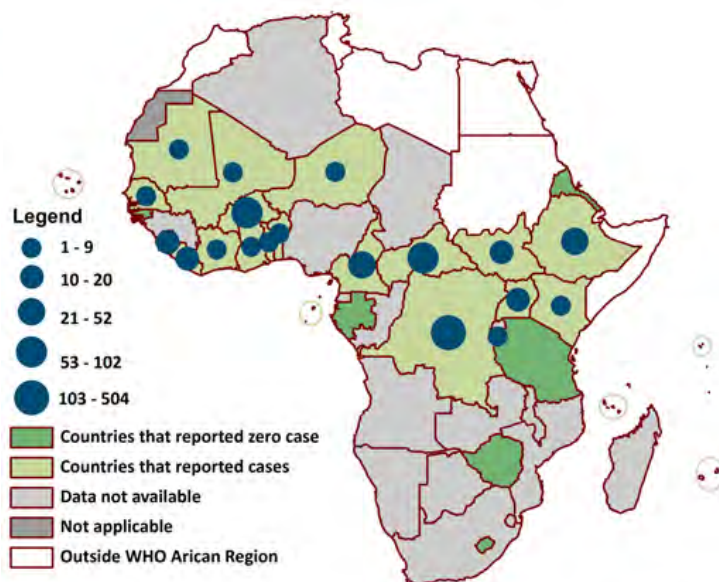 Legend
1 - 9
10 - 20
21 - 52
53 - 102
103 - 504
Countries that reported zero case
Countries that reported cases
Data not available
Not applicable
Outside WHO Arican Region